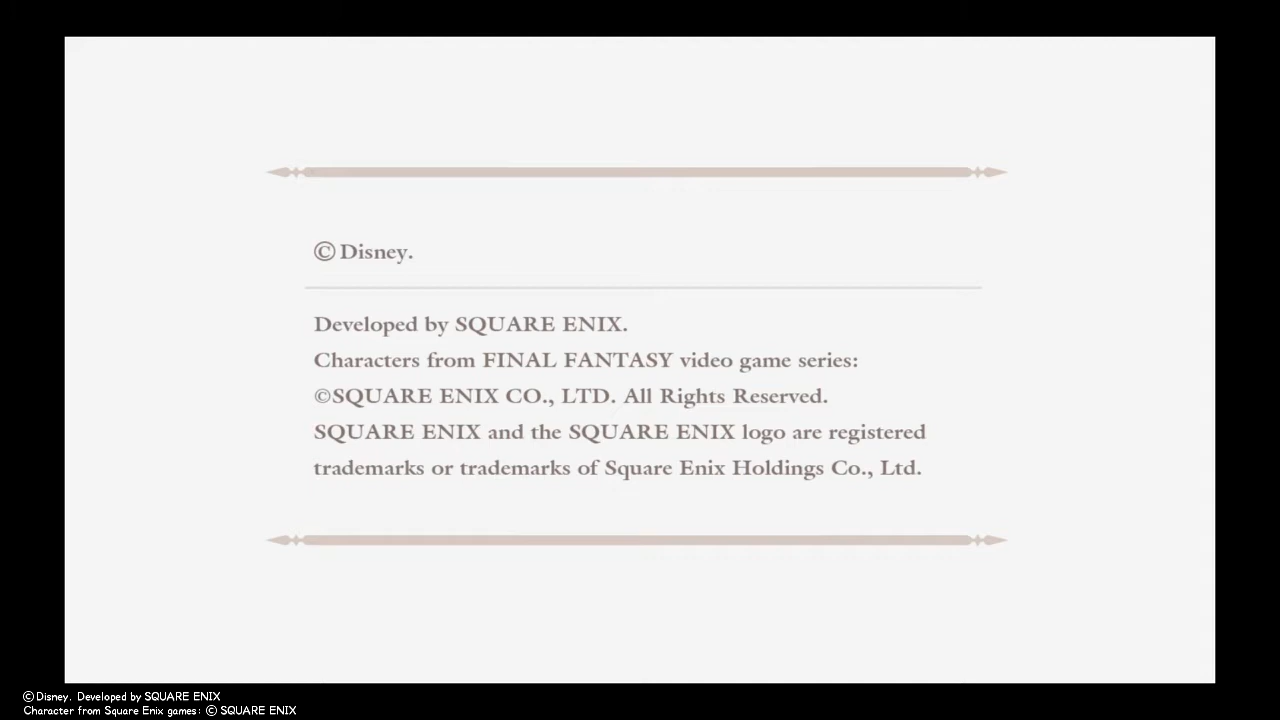 © Disney.
Developed by SQUARE ENIX.
Characters from FINAL FANTASY video game series:
©SQUARE ENIX CO., LTD. All Rights Reserved.
SQUARE ENIX and the SQUARE ENIX logo are registered
trademarks or trademarks of Square Enix Holdings Co., Ltd.
© Disney. Developed by SQUARE ENIX
Character from Square Enix games: © SQUARE ENIX